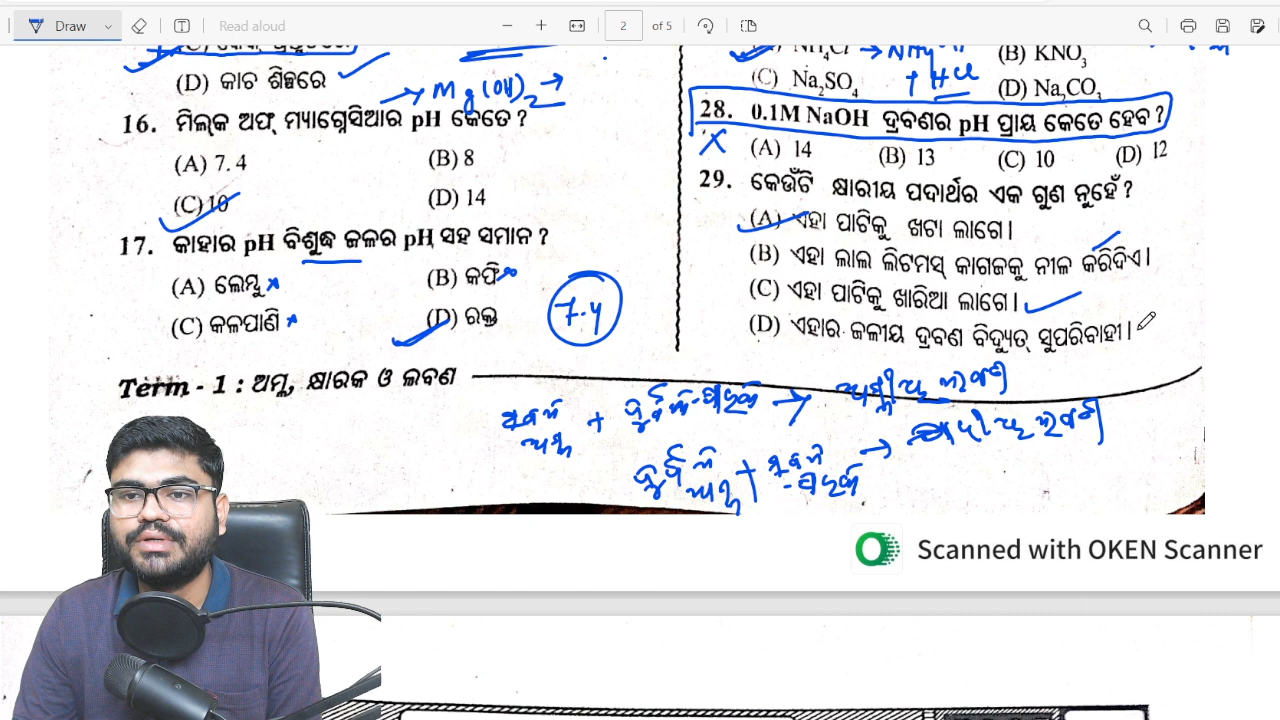 Draw
Read aloud
2
of 5
(D) କାଚ ଶିଳ୍ପରେ
→ Mg(OH)₂ →
16. ମିଲ୍‌କ ଅଫ୍ ମ୍ୟାଗ୍ନେସିଆର pH କେତେ ?
(A) 7.4
(B) 8
(C) 10
(D) 14
17. କାହାର pH ବିଶୁଦ୍ଧ ଜଳର pH ସହ ସମାନ ?
(A) ଲେମ୍ବୁ
(B) କଫି
(C) କଳପାଣି
(D) ରକ୍ତ
7.4
NH₄Cl
(B) KNO₃
(C) Na₂SO₄
+ HCl
(D) Na₂CO₃
28. 0.1M NaOH ଦ୍ରବଣର pH ପ୍ରାୟ କେତେ ହେବ ?
(A) 14
(B) 13
(C) 10
(D) 12
29. କେଉଁଟି କ୍ଷାରୀୟ ପଦାର୍ଥର ଏକ ଗୁଣ ନୁହେଁ ?
(A) ଏହା ପାଟିକୁ ଖଟା ଲାଗେ।
(B) ଏହା ଲାଲ ଲିଟମସ୍ କାଗଜକୁ ନୀଳ କରିଦିଏ।
(C) ଏହା ପାଟିକୁ ଖାରିଆ ଲାଗେ।
(D) ଏହାର ଜଳୀୟ ଦ୍ରବଣ ବିଦ୍ୟୁତ୍ ସୁପରିବାହୀ।
Term - 1 : ଅମ୍ଳ, କ୍ଷାରକ ଓ ଲବଣ
Scanned with OKEN Scanner